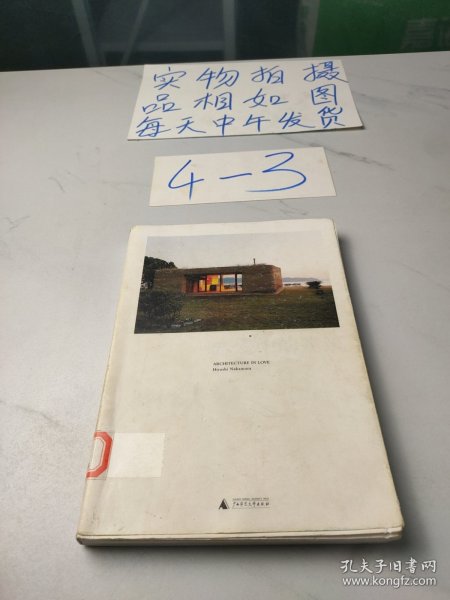 实物拍摄
品相如图
每天中午发货
4-3
ARCHITECTURE IN LOVE
Hiroshi Nakamura
广西师范大学出版社
孔夫子旧书网
www.kongfz.com